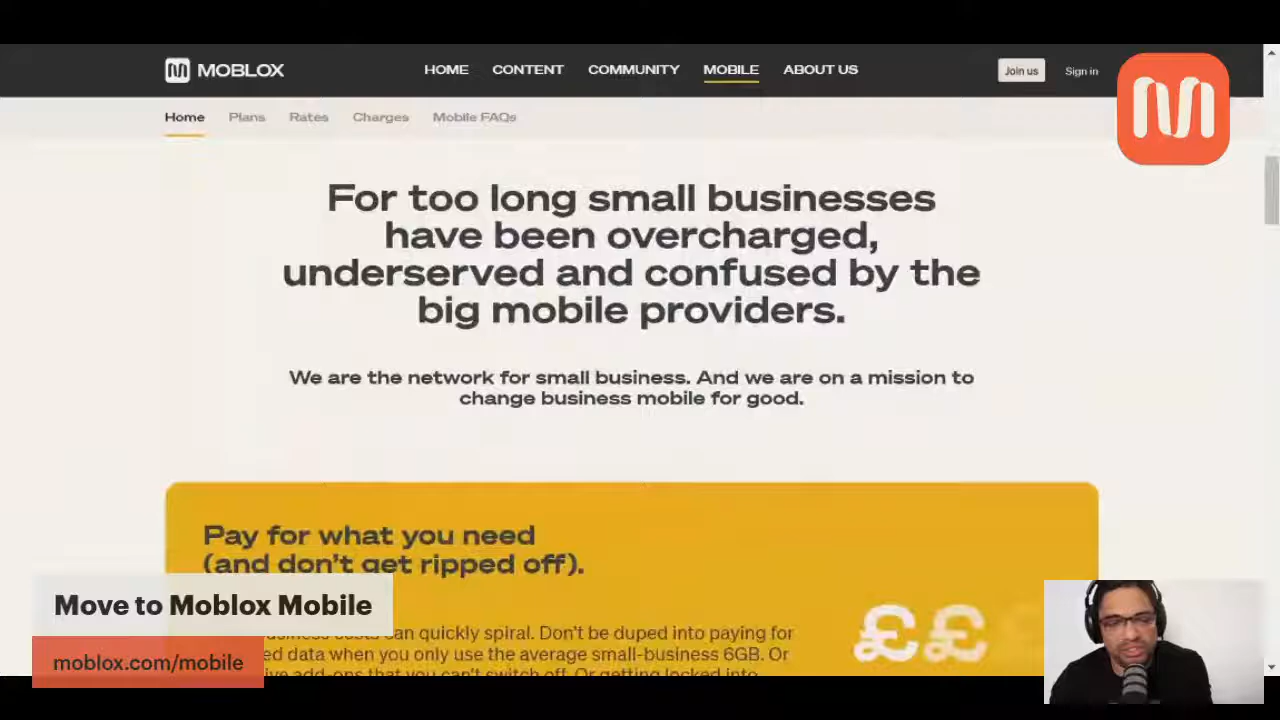 MOBLOX
HOME CONTENT COMMUNITY MOBILE ABOUT US
Join us Sign in
Home Plans Rates Charges Mobile FAQs
For too long small businesses
have been overcharged,
underserved and confused by the
big mobile providers.
We are the network for small business. And we are on a mission to
change business mobile for good.
Pay for what you need
(and don't get ripped off).
can quickly spiral. Don't be duped into paying for
data when you only use the average small-business 6GB. Or
add-ons that you can't switch off. Or getting locked into
££
Move to Moblox Mobile
moblox.com/mobile